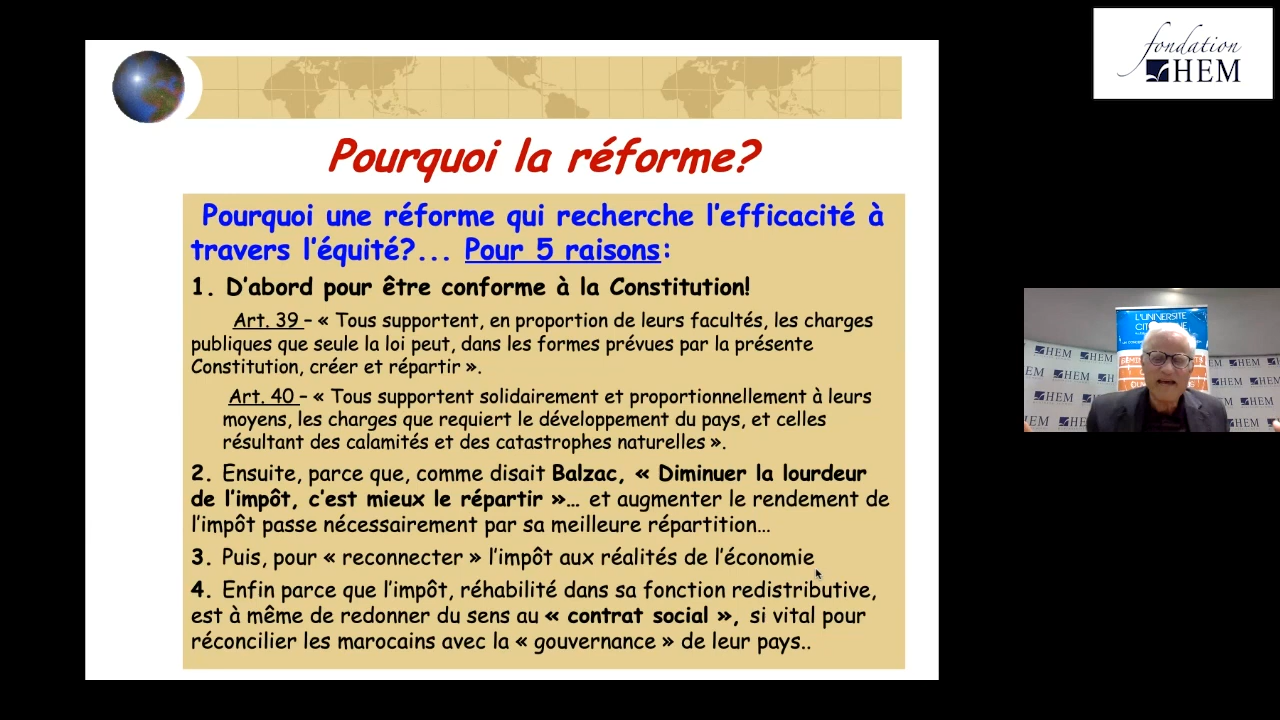 fondation
HEM
Pourquoi la réforme?
Pourquoi une réforme qui recherche l'efficacité à
travers l'équité?... Pour 5 raisons:
1. D'abord pour être conforme à la Constitution!
Art. 39 – « Tous supportent, en proportion de leurs facultés, les charges
publiques que seule la loi peut, dans les formes prévues par la présente
Constitution, créer et répartir ».
Art. 40 – « Tous supportent solidairement et proportionnellement à leurs
moyens, les charges que requiert le développement du pays, et celles
résultant des calamités et des catastrophes naturelles ».
2. Ensuite, parce que, comme disait Balzac, « Diminuer la lourdeur
de l'impôt, c'est mieux le répartir »… et augmenter le rendement de
l'impôt passe nécessairement par sa meilleure répartition…
3. Puis, pour « reconnecter » l'impôt aux réalités de l'économie
4. Enfin parce que l'impôt, réhabilité dans sa fonction redistributive,
est à même de redonner du sens au « contrat social », si vital pour
réconcilier les marocains avec la « gouvernance » de leur pays..
L'UNIVERSITÉ
HEM
HEM
HEM
HEM
HEM
HEM